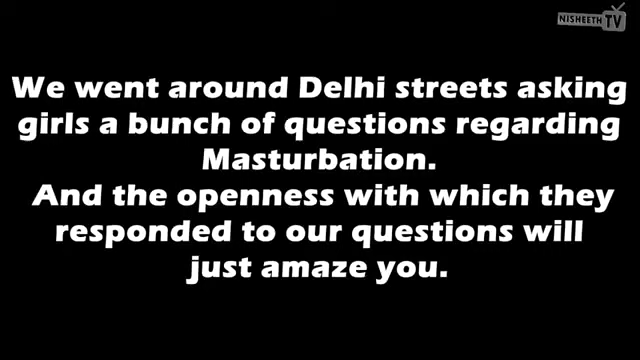 NISHEETH TV
We went around Delhi streets asking
girls a bunch of questions regarding
Masturbation.
And the openness with which they
responded to our questions will
just amaze you.